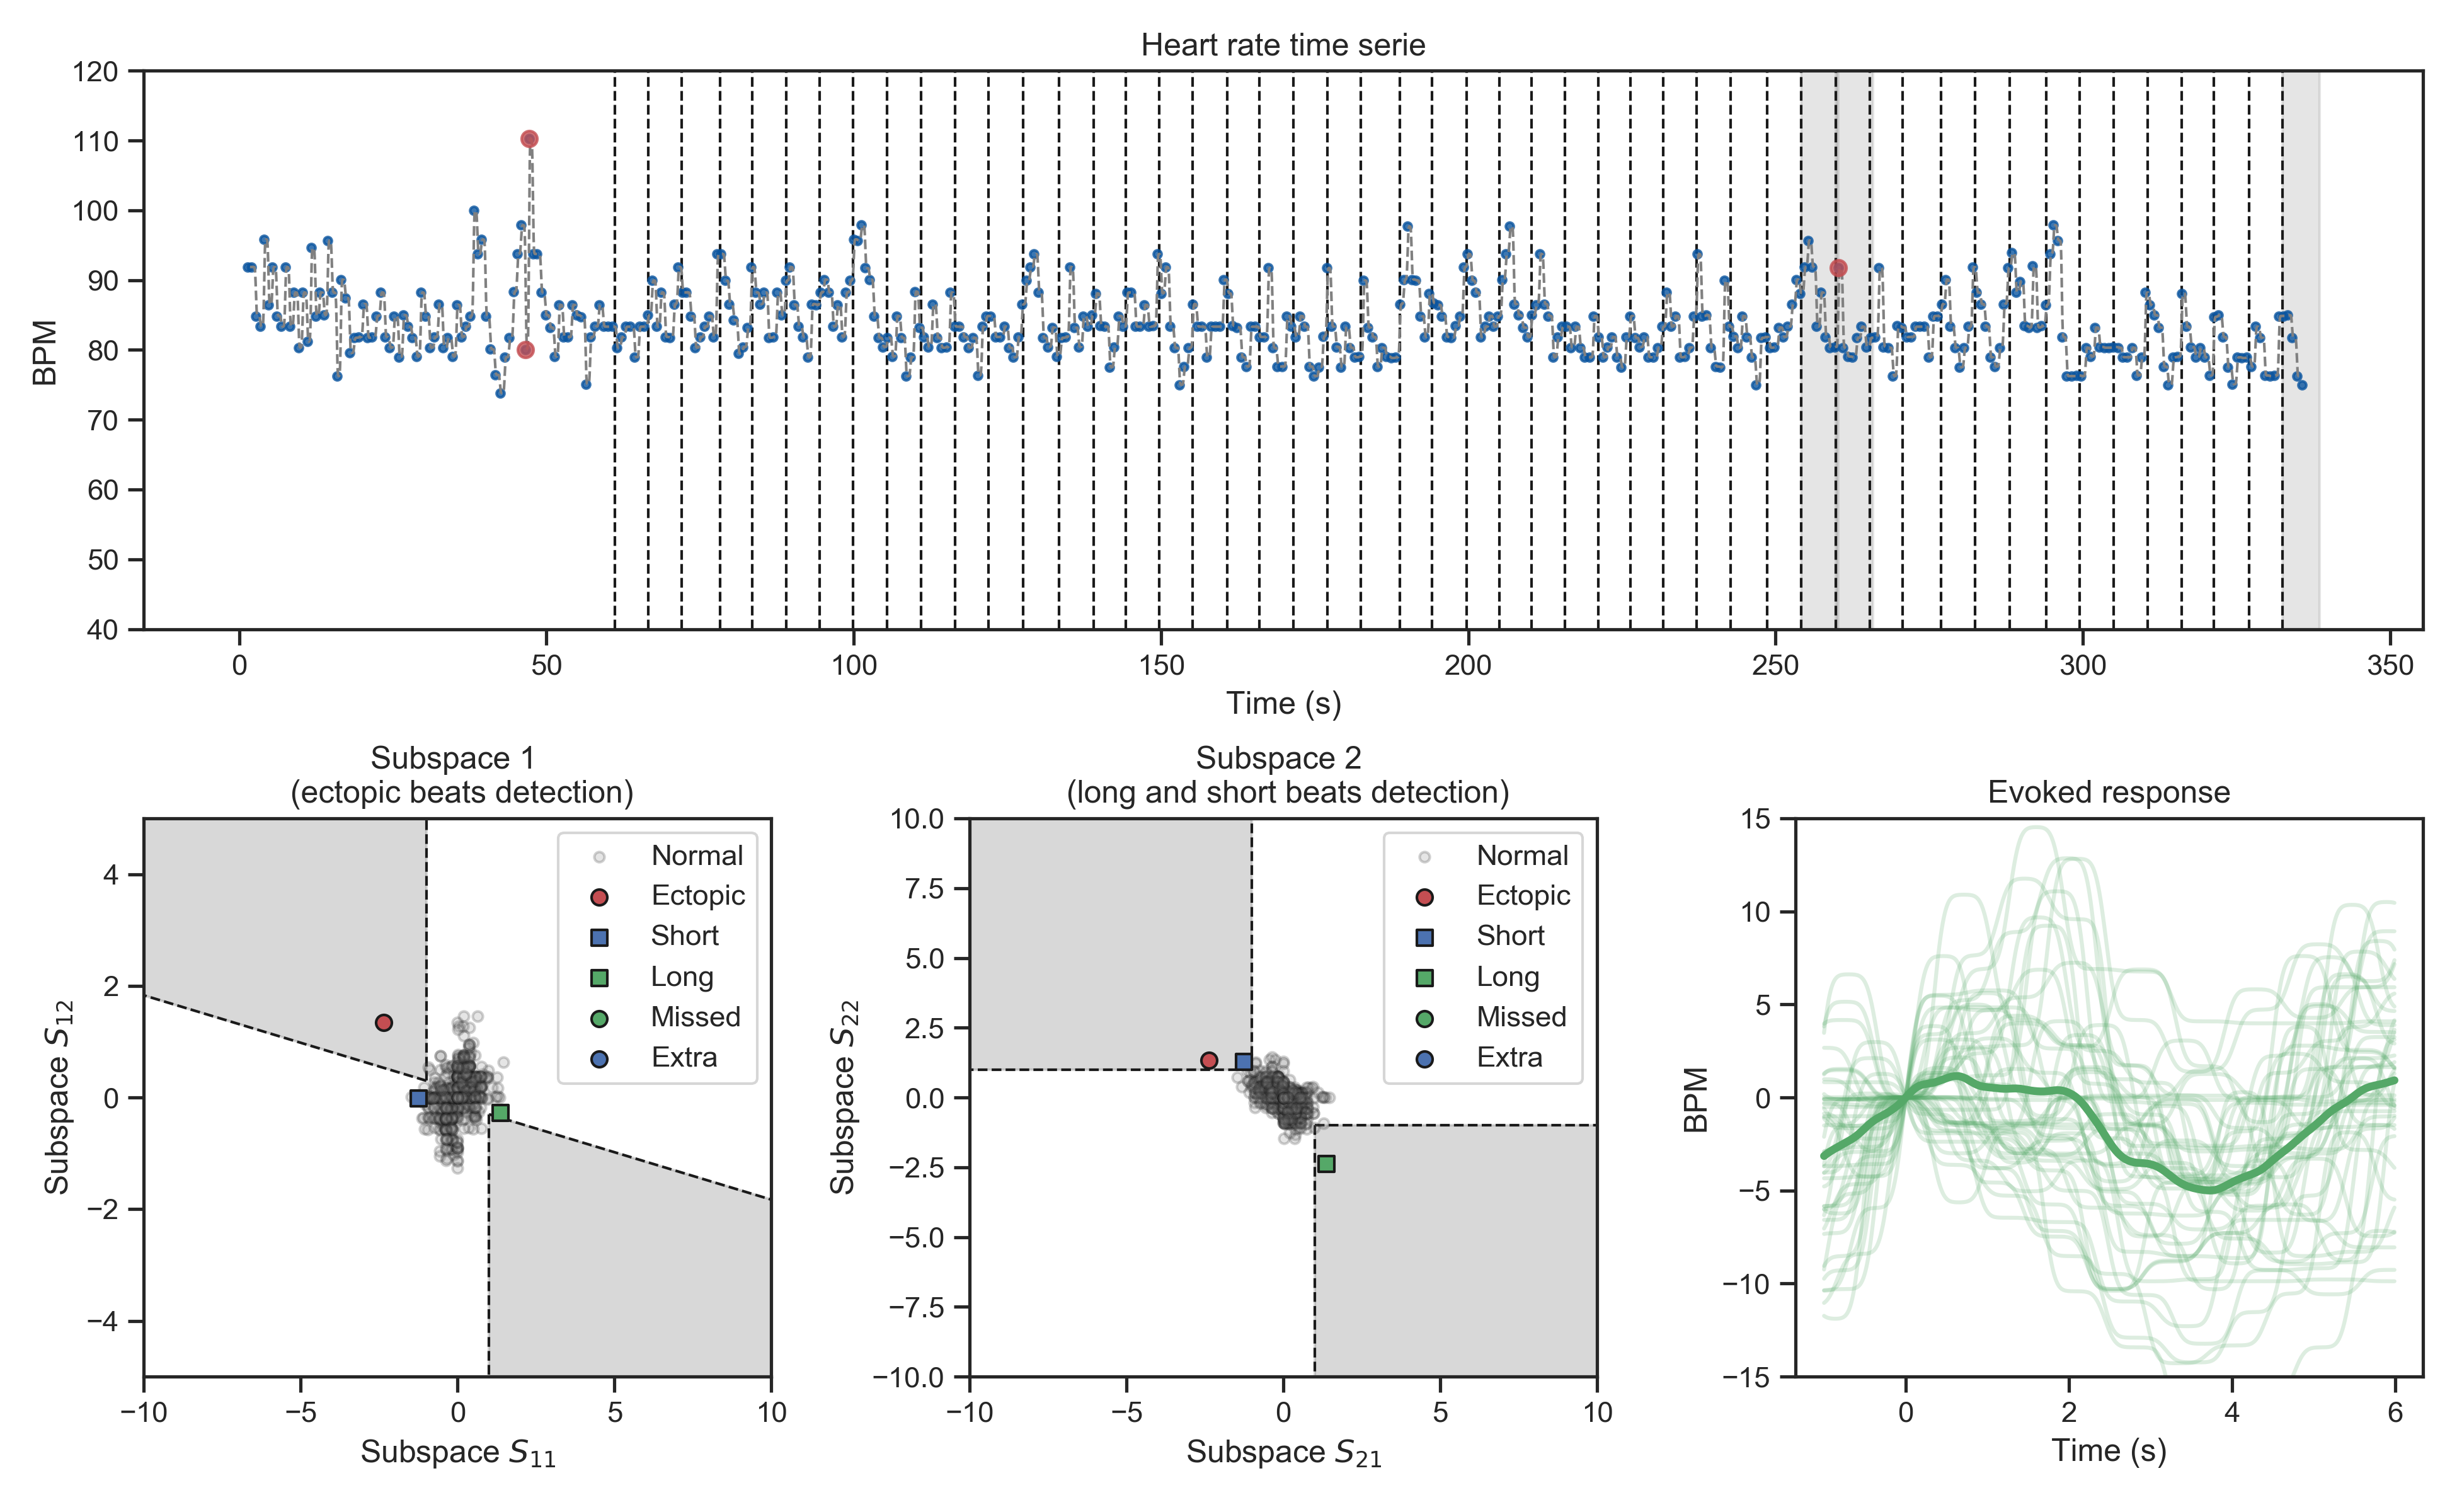 Heart rate time serie
120
110
100
90
80
70
60
50
40
BPM
0
50
100
150
200
250
300
350
Time (s)
Subspace 1
(ectopic beats detection)
4
2
0
−2
−4
Subspace S12
−10
−5
0
5
10
Subspace S11
Normal
Ectopic
Short
Long
Missed
Extra
Subspace 2
(long and short beats detection)
10.0
7.5
5.0
2.5
0.0
−2.5
−5.0
−7.5
−10.0
Subspace S22
−10
−5
0
5
10
Subspace S21
Normal
Ectopic
Short
Long
Missed
Extra
Evoked response
15
10
5
0
−5
−10
−15
BPM
0
2
4
6
Time (s)